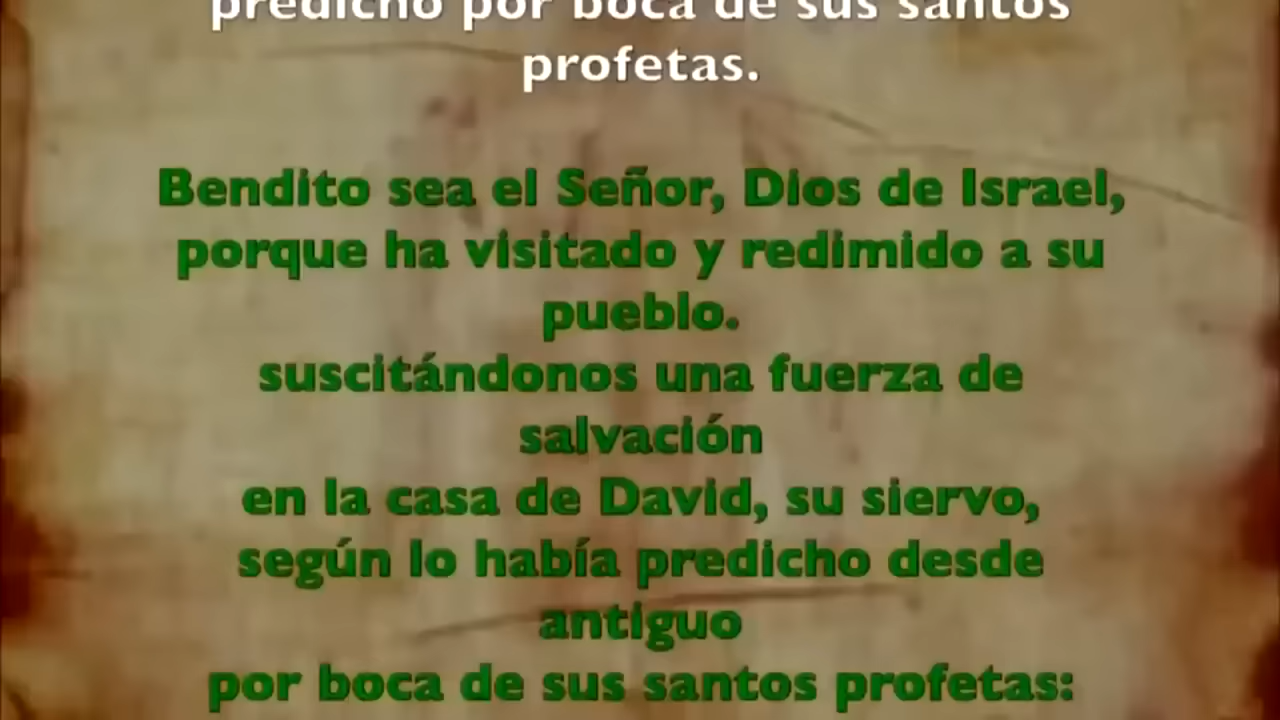 predicho por boca de sus santos
profetas.
Bendito sea el Señor, Dios de Israel,
porque ha visitado y redimido a su
pueblo.
suscitándonos una fuerza de
salvación
en la casa de David, su siervo,
según lo había predicho desde
antiguo
por boca de sus santos profetas: